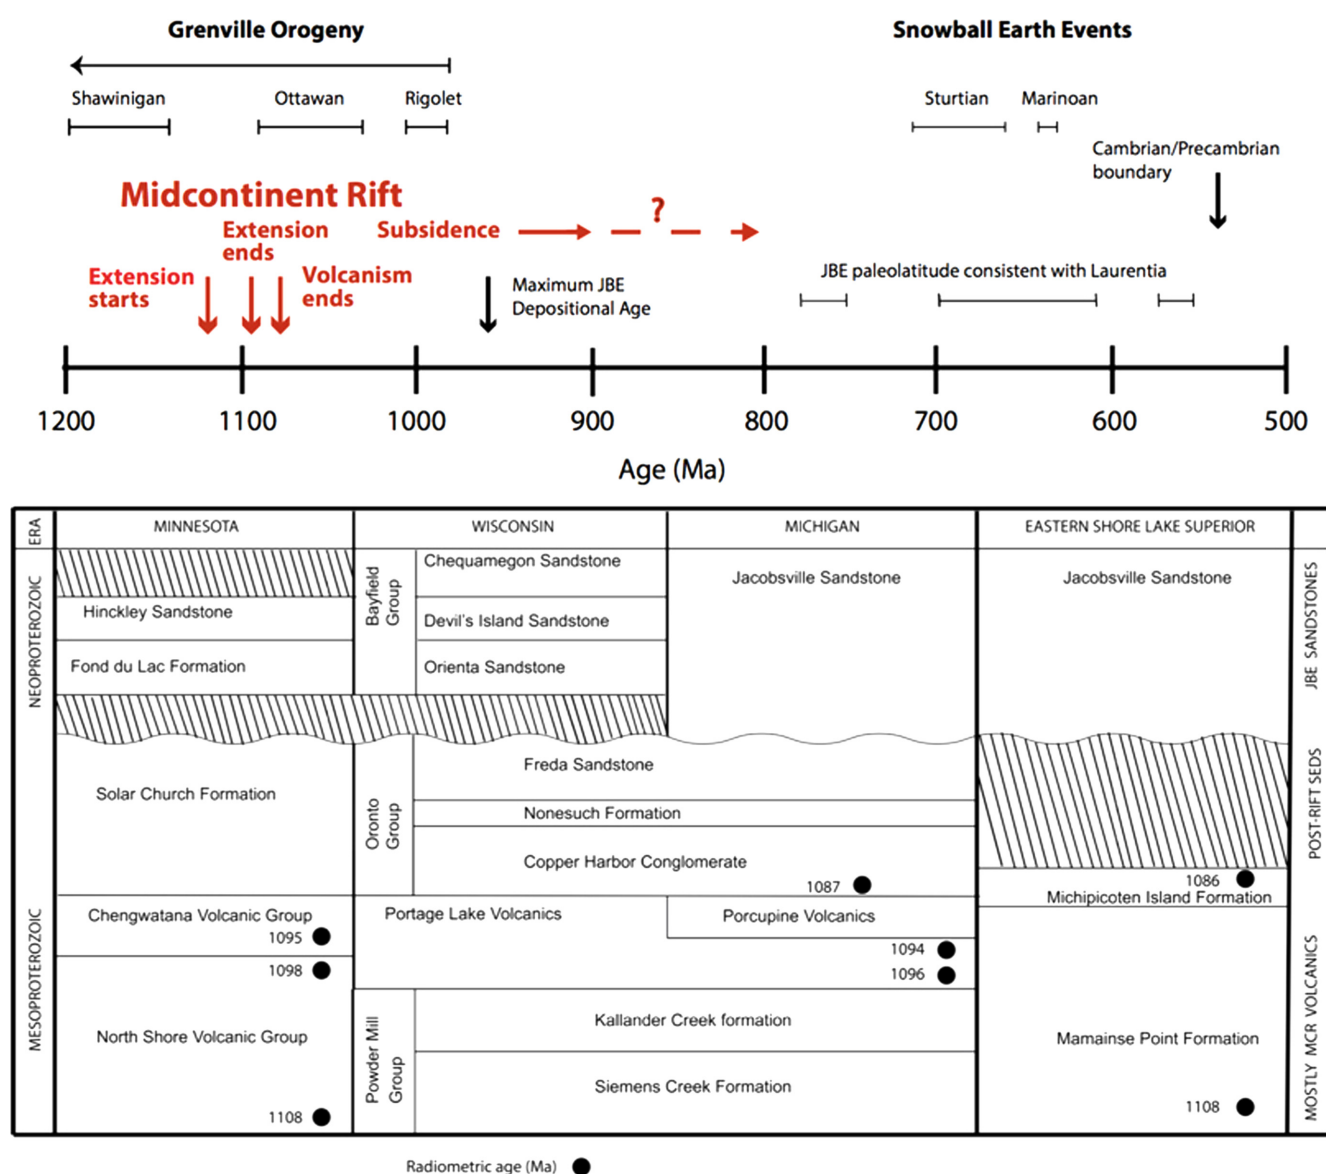 Grenville Orogeny
Snowball Earth Events
Shawinigan
Ottawan
Rigolet
Sturtian
Marinoan
Cambrian/Precambrian
boundary
Midcontinent Rift
Extension
ends
Subsidence
?
Extension
starts
Volcanism
ends
Maximum JBE
Depositional Age
JBE paleolatitude consistent with Laurentia
1200
1100
1000
900
800
700
600
500
Age (Ma)
ERA
MINNESOTA
WISCONSIN
MICHIGAN
EASTERN SHORE LAKE SUPERIOR
NEOPROTEROZOIC
Hinckley Sandstone
Fond du Lac Formation
Bayfield
Group
Chequamegon Sandstone
Devil's Island Sandstone
Orienta Sandstone
Jacobsville Sandstone
Jacobsville Sandstone
JBE SANDSTONES
MESOPROTEROZOIC
Solar Church Formation
Oronto
Group
Freda Sandstone
Nonesuch Formation
Copper Harbor Conglomerate
1087
POST-RIFT SEDS
1086
Michipicoten Island Formation
Chengwatana Volcanic Group
1095
1098
North Shore Volcanic Group
1108
Portage Lake Volcanics
Porcupine Volcanics
1094
1096
Powder Mill
Group
Kallander Creek formation
Siemens Creek Formation
Mamainse Point Formation
1108
MOSTLY MCR VOLCANICS
Radiometric age (Ma)